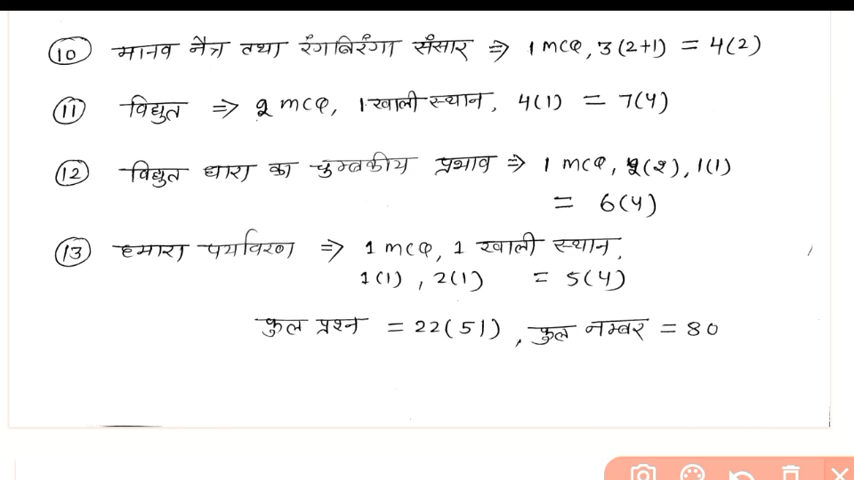 (10) मानव नैत्र तथा रंगबिरंगा संसार ⇒ 1 MCQ, 3(2+1) = 4(2)
(11) विद्युत ⇒ 2 MCQ, 1 खाली स्थान, 4(1) = 7(4)
(12) विद्युत धारा का चुम्बकीय प्रभाव ⇒ 1 MCQ, 2(2), 1(1)
= 6(4)
(13) हमारा पर्यावरण ⇒ 1 MCQ, 1 खाली स्थान,
1(1), 2(1) = 5(4)
कुल प्रश्न = 22(51), कुल नम्बर = 80